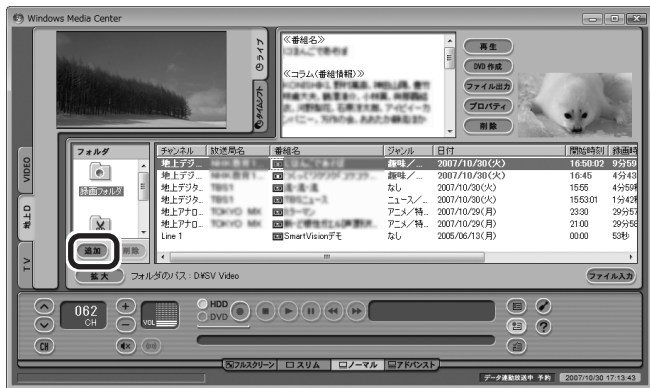 Windows Media Center
ライブ
タイムシフト
≪番組名≫
≪コラム(番組情報)≫
再生
DVD 作成
ファイル出力
プロパティ
削除
VIDEO
地上D
TV
フォルダ
録画フォルダ
追加
削除
チャンネル 放送局名 番組名 ジャンル 日付 開始時刻 録画時
地上デジ... 趣味／... 2007/10/30(火) 16:50:02 9分59
地上デジ... 趣味／... 2007/10/30(火) 16:45 4分43
地上デジタ... TBS1 なし 2007/10/30(火) 15:55 4分59秒
地上デジタ... TBS1 ニュース／... 2007/10/30(火) 15:53:01 1分42秒
地上アナロ... TOKYO MX アニメ／特... 2007/10/29(月) 23:30 29分57
地上アナロ... TOKYO MX アニメ／特... 2007/10/29(月) 21:00 29分58
Line 1 SmartVisionデモ なし 2005/06/13(月) 00:00 53秒
拡大
フォルダのパス : D:¥SV Video
ファイル入力
062
CH
VOL
HDD
DVD
CH
フルスクリーン スリム ノーマル アドバンスト
データ連動放送中 予約 2007/10/30 17:13:43